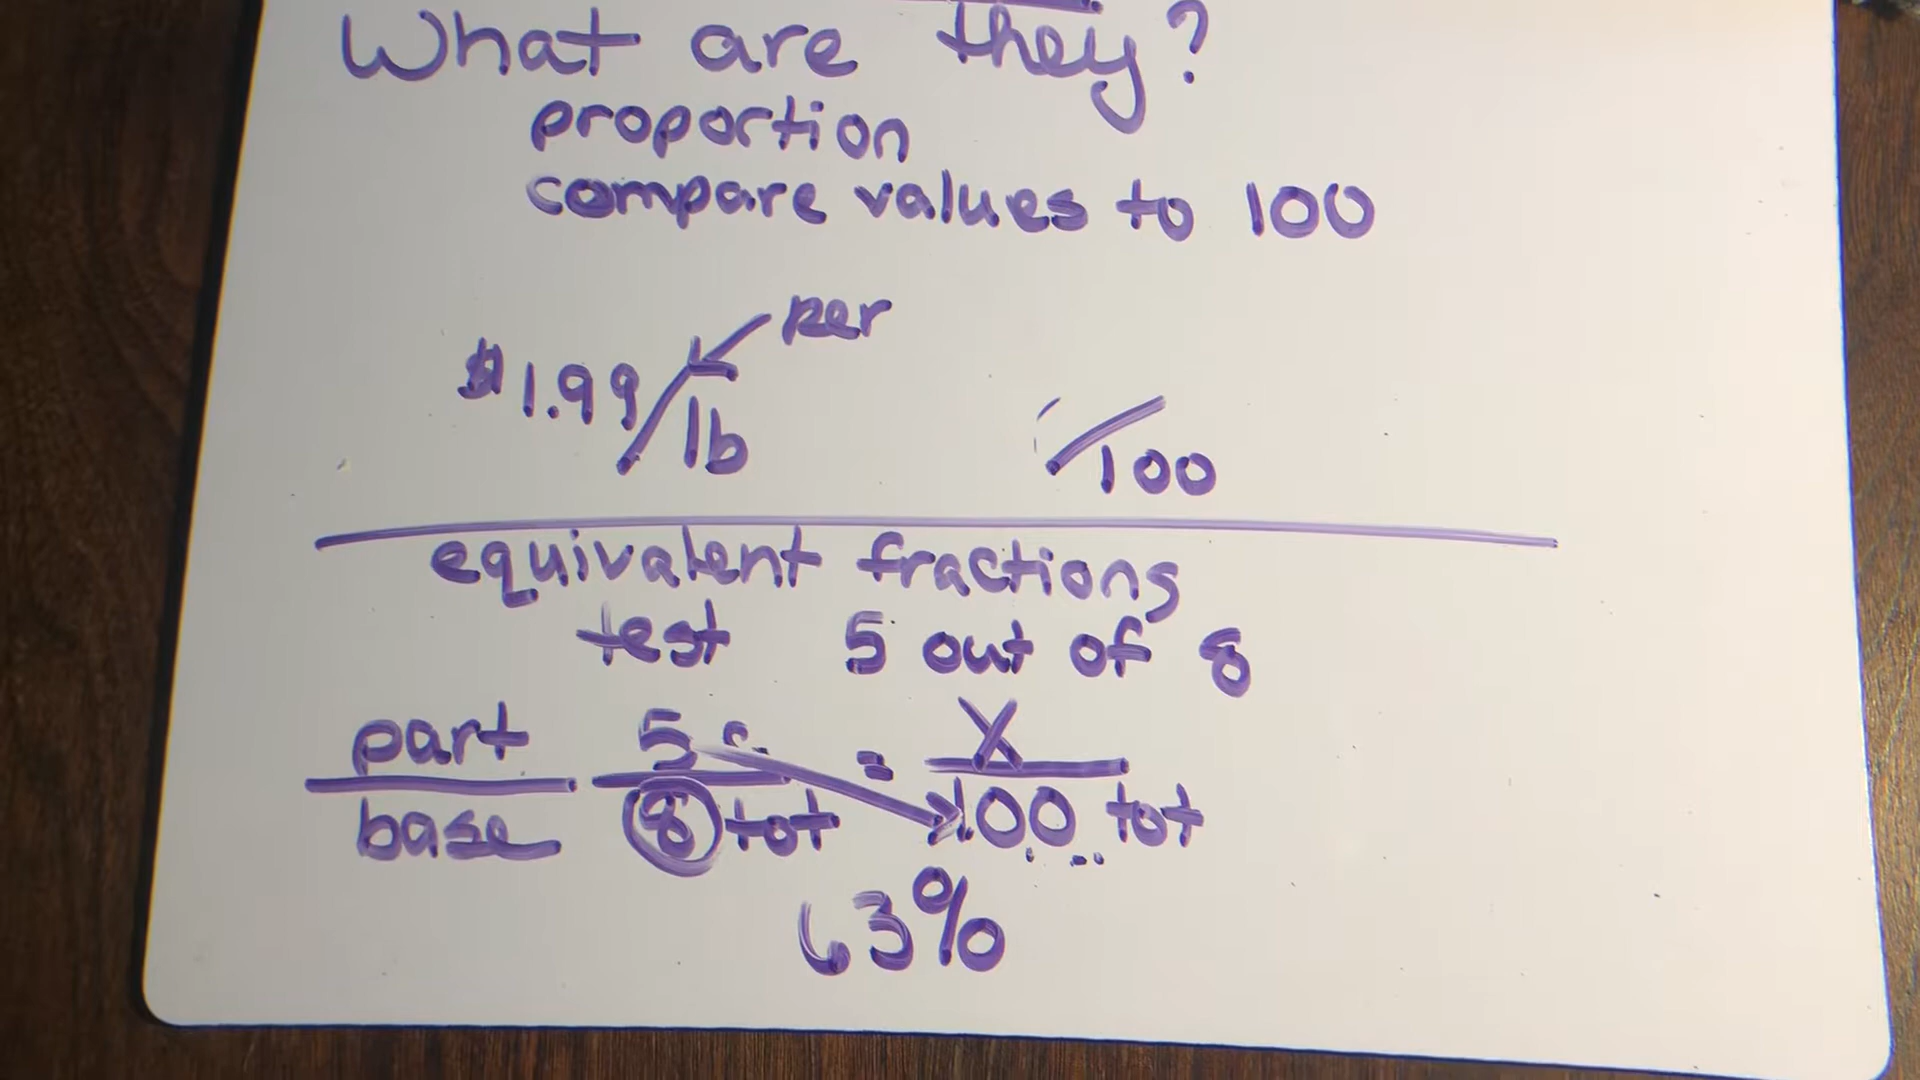 What are they?
proportion
compare values to 100
per
$1.99/lb
/100
equivalent fractions
test 5 out of 8
part 5 c = X
base 8 tot 100 tot
63%